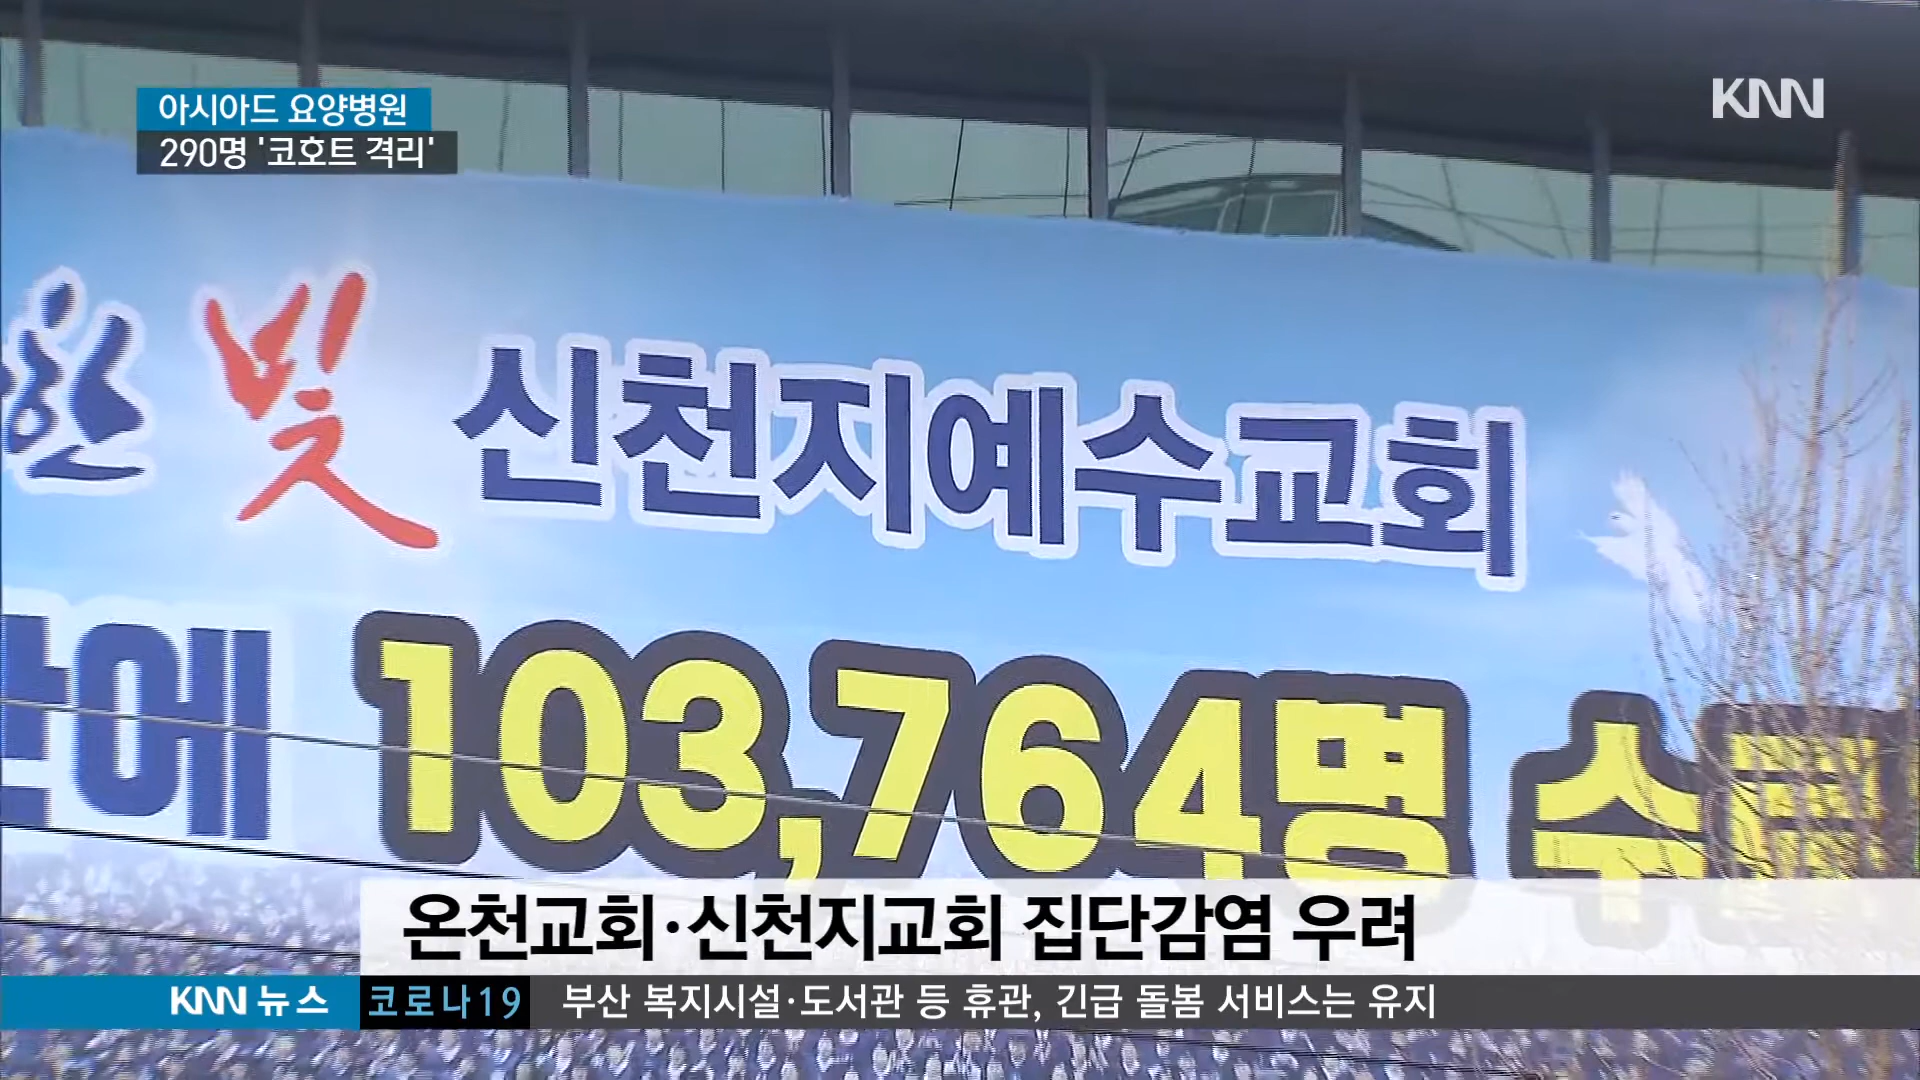 아시아드 요양병원
KNN
290명 '코호트 격리'
한 빛 신천지예수교회
에 103,764명
온천교회·신천지교회 집단감염 우려
KNN 뉴스 코로나19 부산 복지시설·도서관 등 휴관, 긴급 돌봄 서비스는 유지